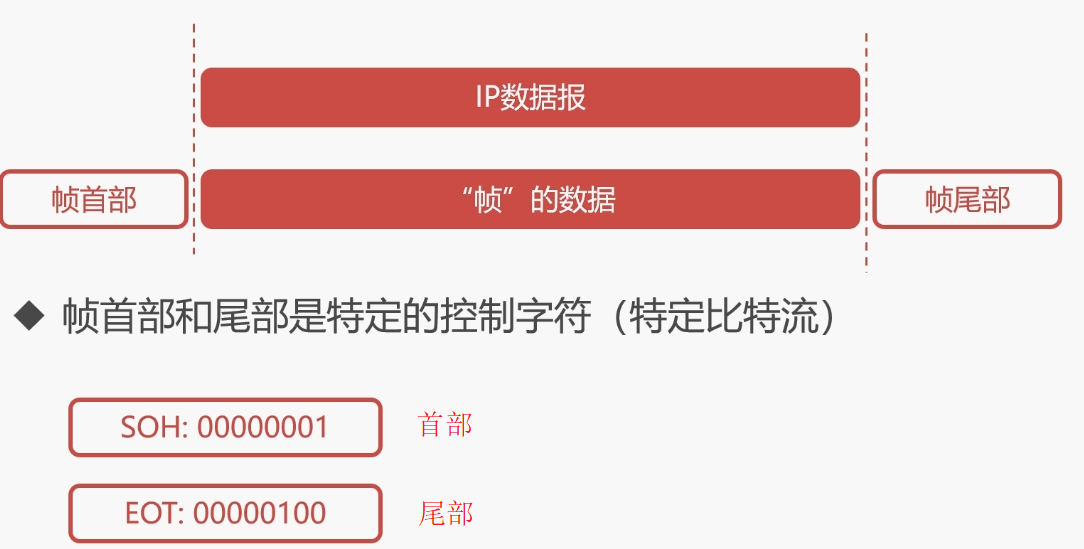 IP数据报
帧首部
“帧”的数据
帧尾部
帧首部和尾部是特定的控制字符（特定比特流）
SOH: 00000001
首部
EOT: 00000100
尾部